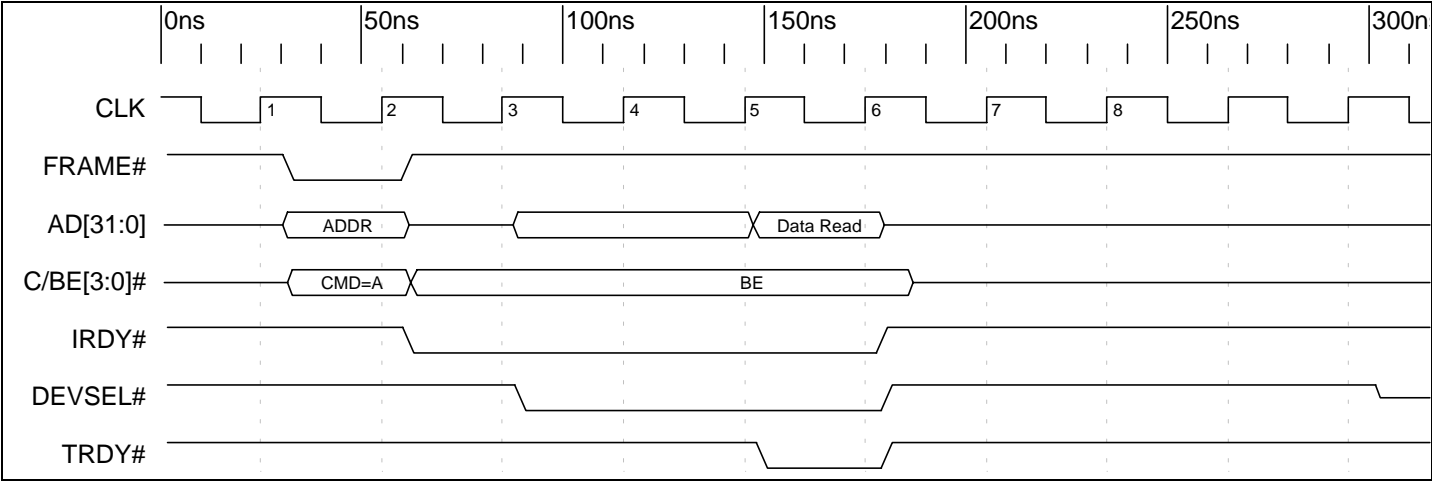 0ns 50ns 100ns 150ns 200ns 250ns 300n
CLK 1 2 3 4 5 6 7 8
FRAME#
AD[31:0] ADDR Data Read
C/BE[3:0]# CMD=A BE
IRDY#
DEVSEL#
TRDY#